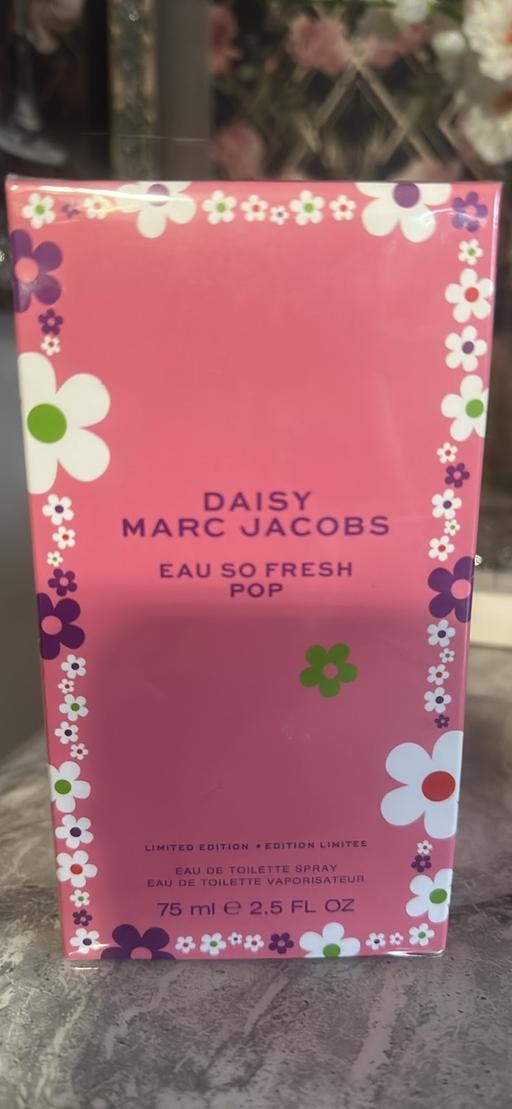 DAISY
MARC JACOBS
EAU SO FRESH
POP
LIMITED EDITION • EDITION LIMITEE
EAU DE TOILETTE SPRAY
EAU DE TOILETTE VAPORISATEUR
75 ml ℮ 2.5 FL OZ